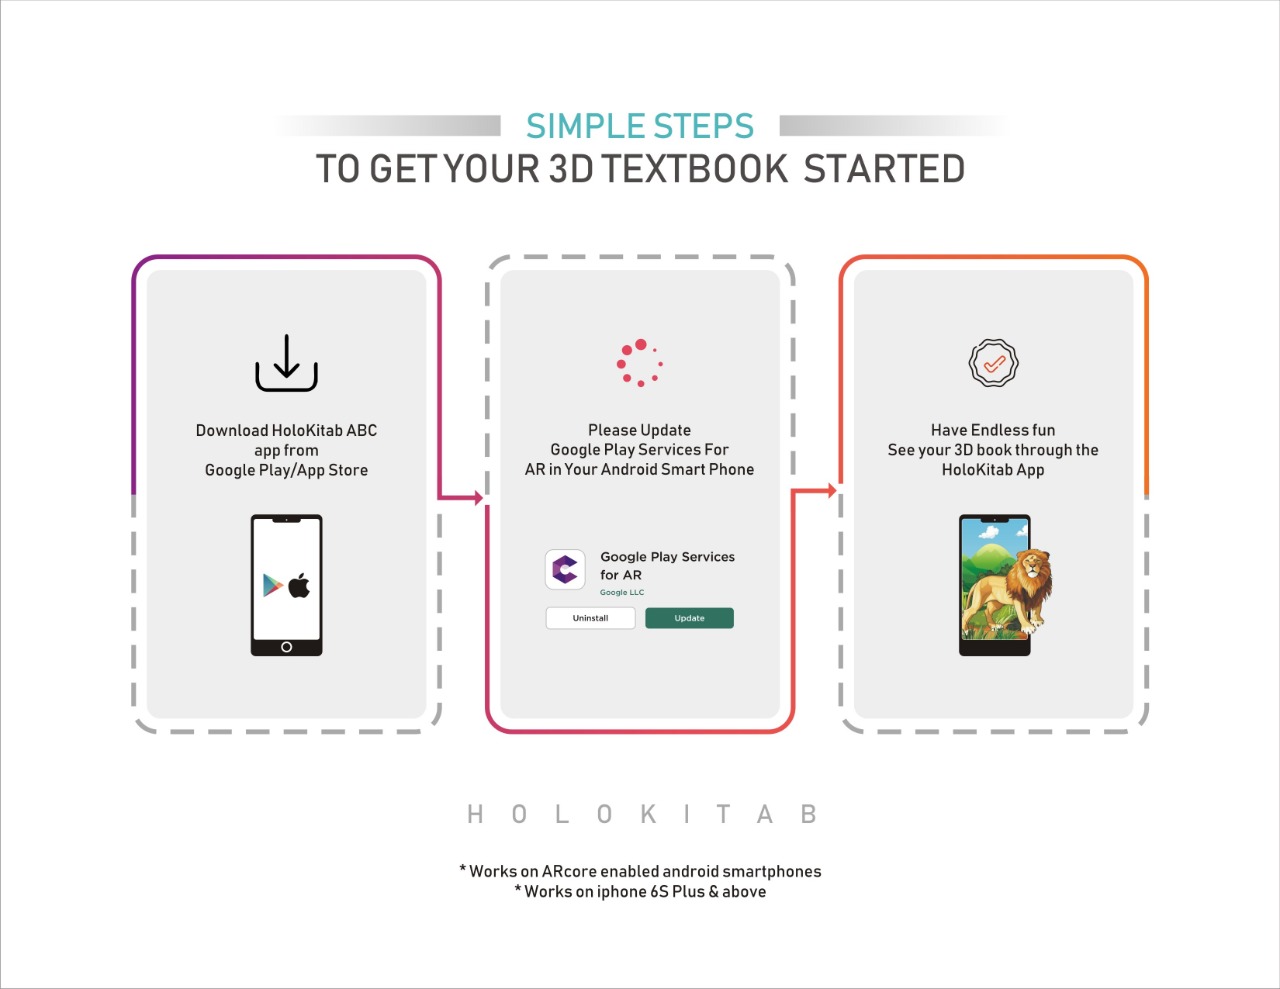 SIMPLE STEPS
TO GET YOUR 3D TEXTBOOK STARTED
Download HoloKitab ABC
app from
Google Play/App Store
Please Update
Google Play Services For
AR in Your Android Smart Phone
Google Play Services
for AR
Google LLC
Uninstall
Update
Have Endless fun
See your 3D book through the
HoloKitab App
HOLOKITAB
* Works on ARcore enabled android smartphones
* Works on iphone 6S Plus & above